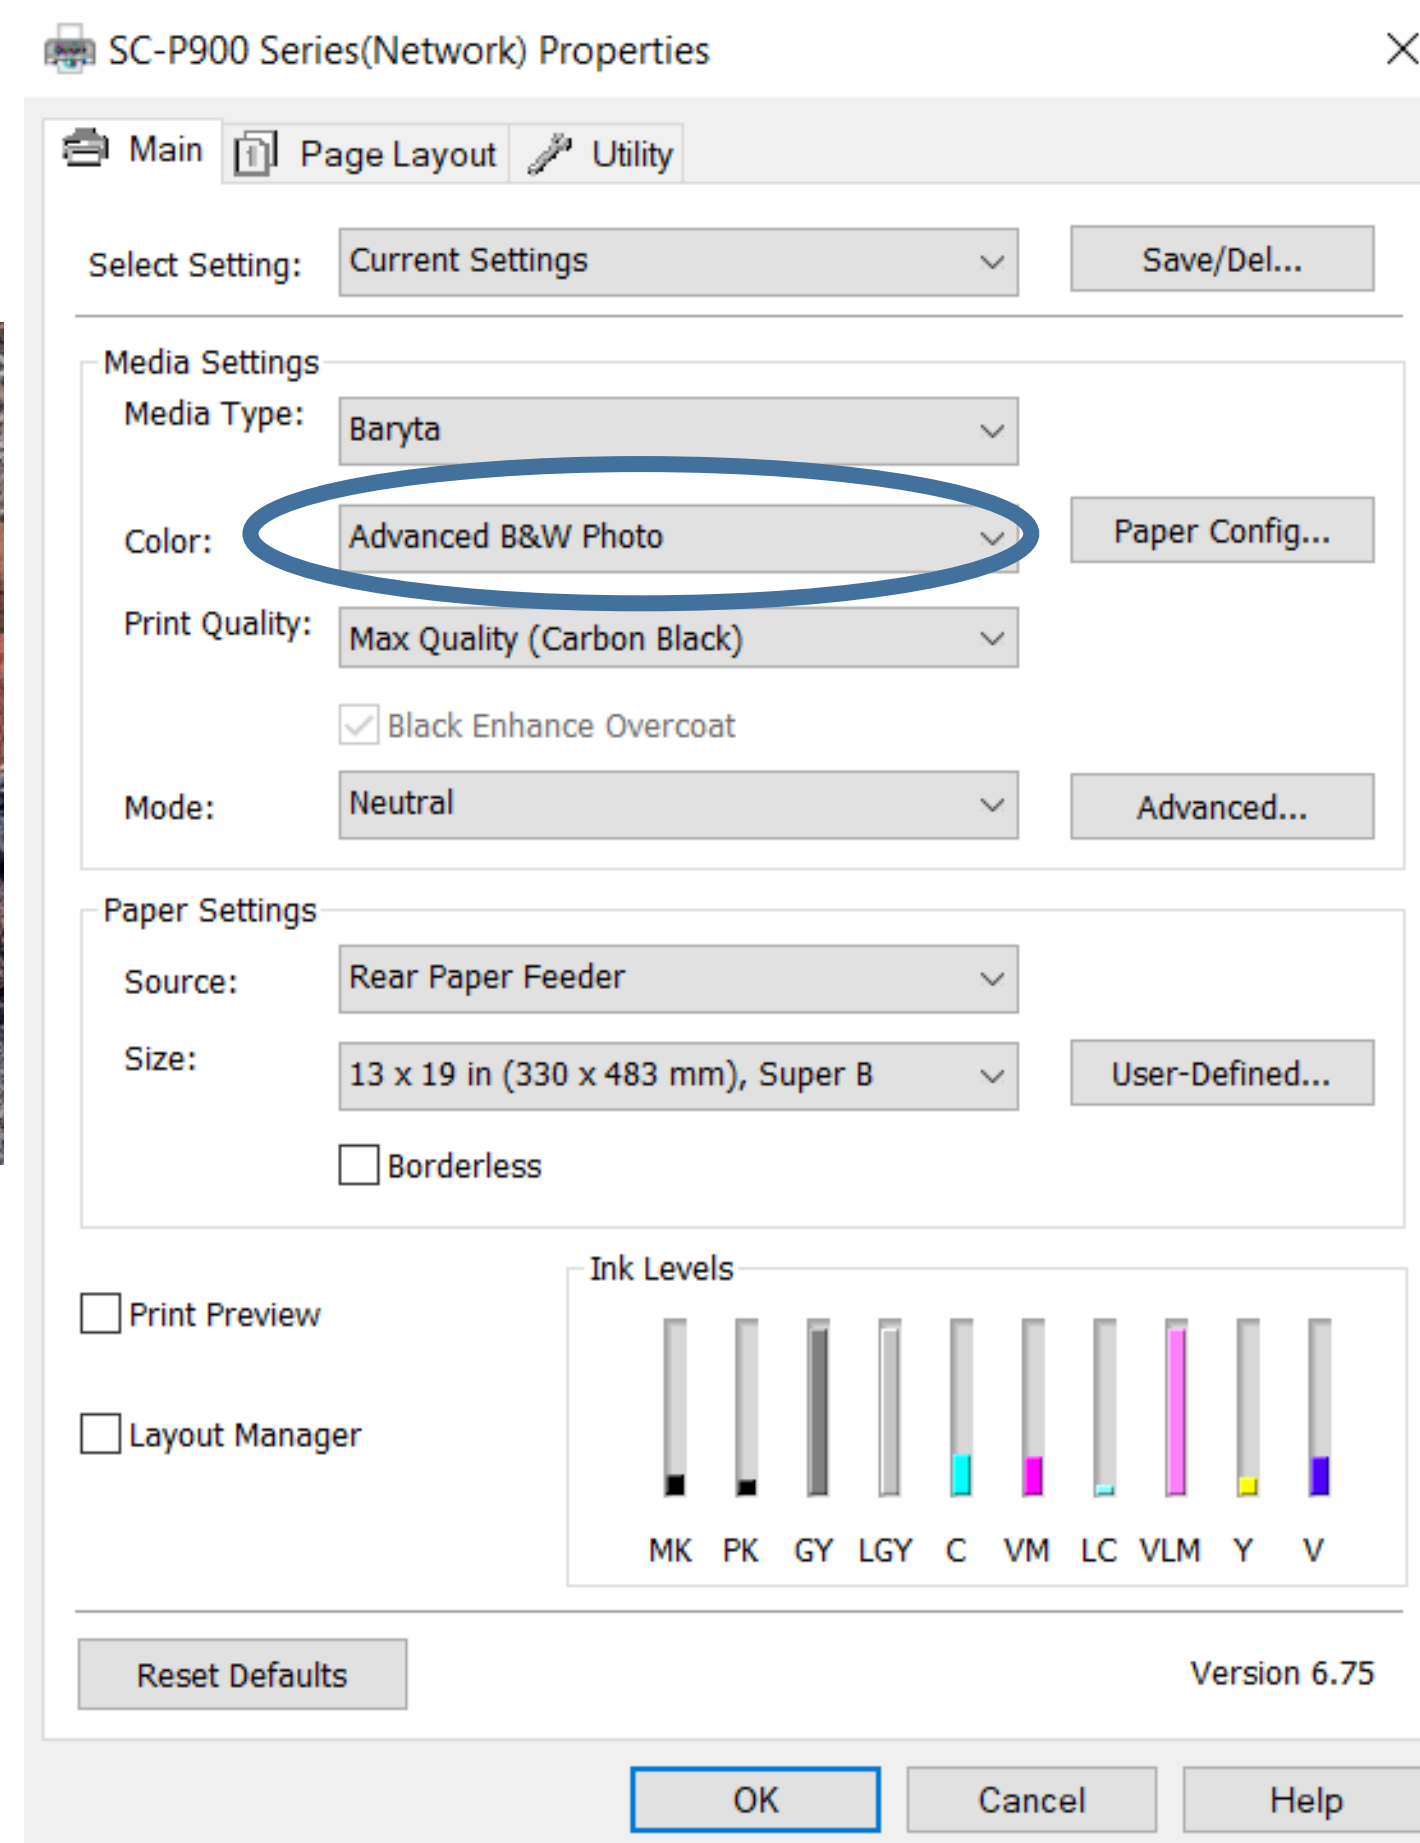 SC-P900 Series(Network) Properties
Main Page Layout Utility
Select Setting: Current Settings Save/Del...
Media Settings
Media Type: Baryta
Color: Advanced B&W Photo Paper Config...
Print Quality: Max Quality (Carbon Black)
Black Enhance Overcoat
Mode: Neutral Advanced...
Paper Settings
Source: Rear Paper Feeder
Size: 13 x 19 in (330 x 483 mm), Super B User-Defined...
Borderless
Ink Levels
Print Preview
Layout Manager
MK PK GY LGY C VM LC VLM Y V
Reset Defaults Version 6.75
OK Cancel Help